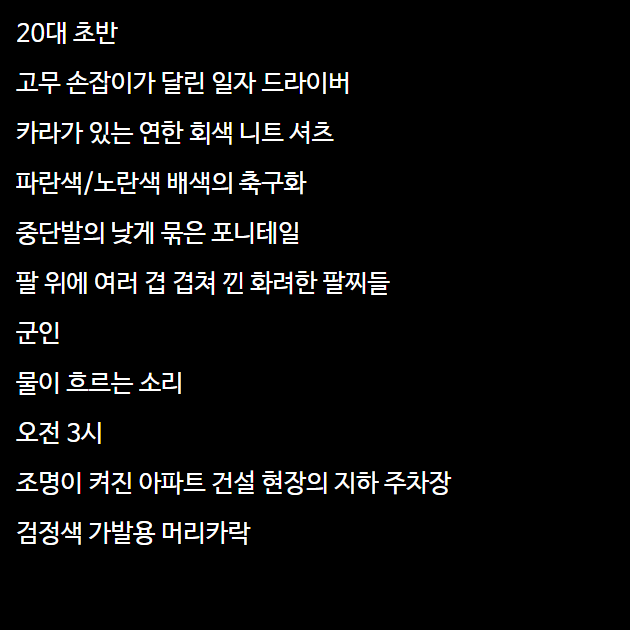 20대 초반
고무 손잡이가 달린 일자 드라이버
카라가 있는 연한 회색 니트 셔츠
파란색/노란색 배색의 축구화
중단발의 낮게 묶은 포니테일
팔 위에 여러 겹 겹쳐 낀 화려한 팔찌들
군인
물이 흐르는 소리
오전 3시
조명이 켜진 아파트 건설 현장의 지하 주차장
검정색 가발용 머리카락